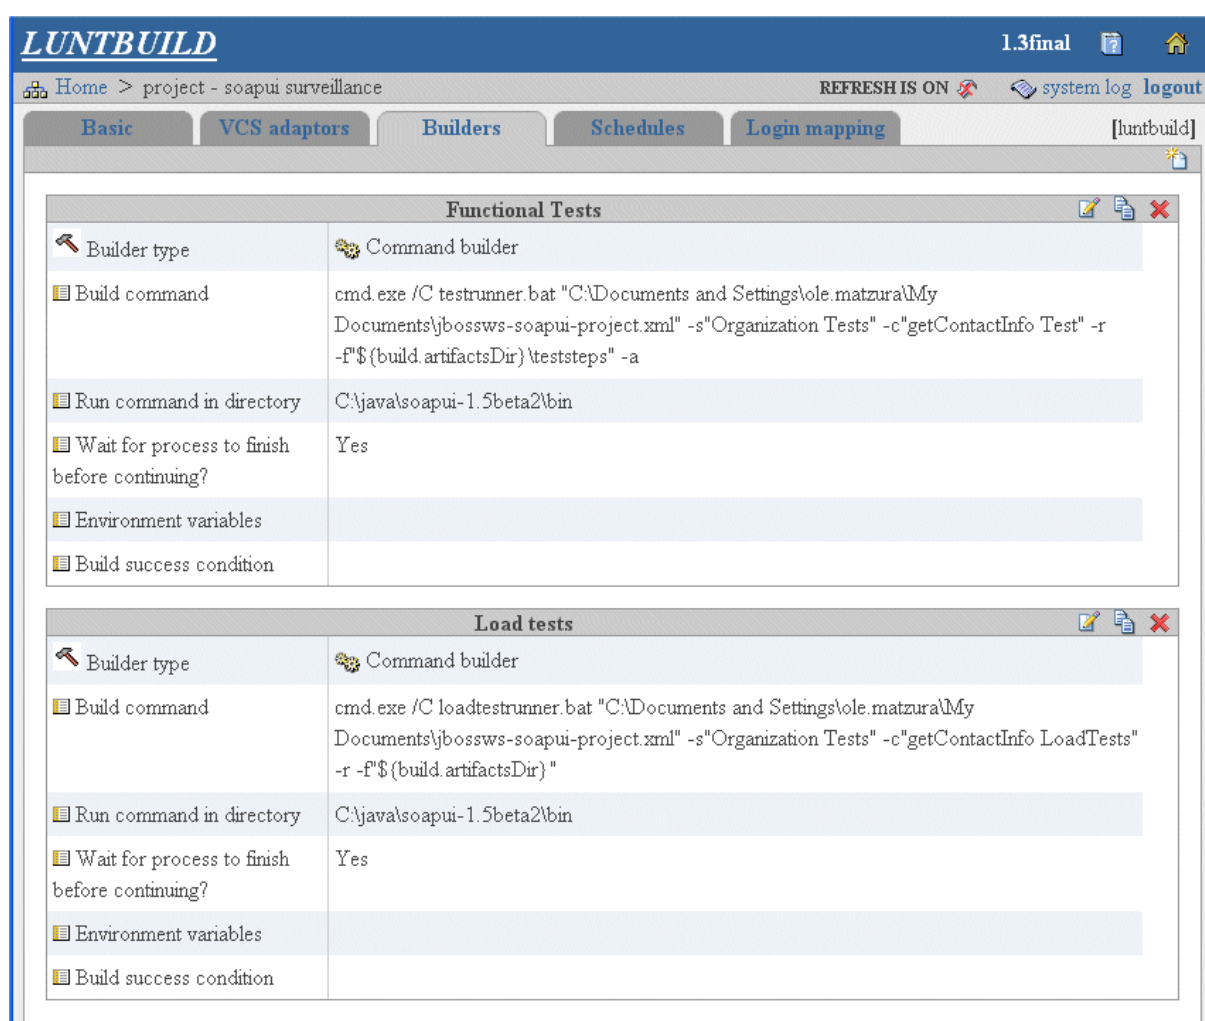 LUNTBUILD
1.3final
Home > project - soapui surveillance
REFRESH IS ON
system log logout
Basic
VCS adaptors
Builders
Schedules
Login mapping
[luntbuild]
Functional Tests
Builder type
Command builder
Build command
cmd.exe /C testrunner.bat "C:\Documents and Settings\ole.matzura\My
Documents\jbossws-soapui-project.xml" -s"Organization Tests" -c"getContactInfo Test" -r
-f"${build.artifactsDir}\teststeps" -a
Run command in directory
C:\java\soapui-1.5beta2\bin
Wait for process to finish
before continuing?
Yes
Environment variables
Build success condition
Load tests
Builder type
Command builder
Build command
cmd.exe /C loadtestrunner.bat "C:\Documents and Settings\ole.matzura\My
Documents\jbossws-soapui-project.xml" -s"Organization Tests" -c"getContactInfo LoadTests"
-r -f"${build.artifactsDir}"
Run command in directory
C:\java\soapui-1.5beta2\bin
Wait for process to finish
before continuing?
Yes
Environment variables
Build success condition